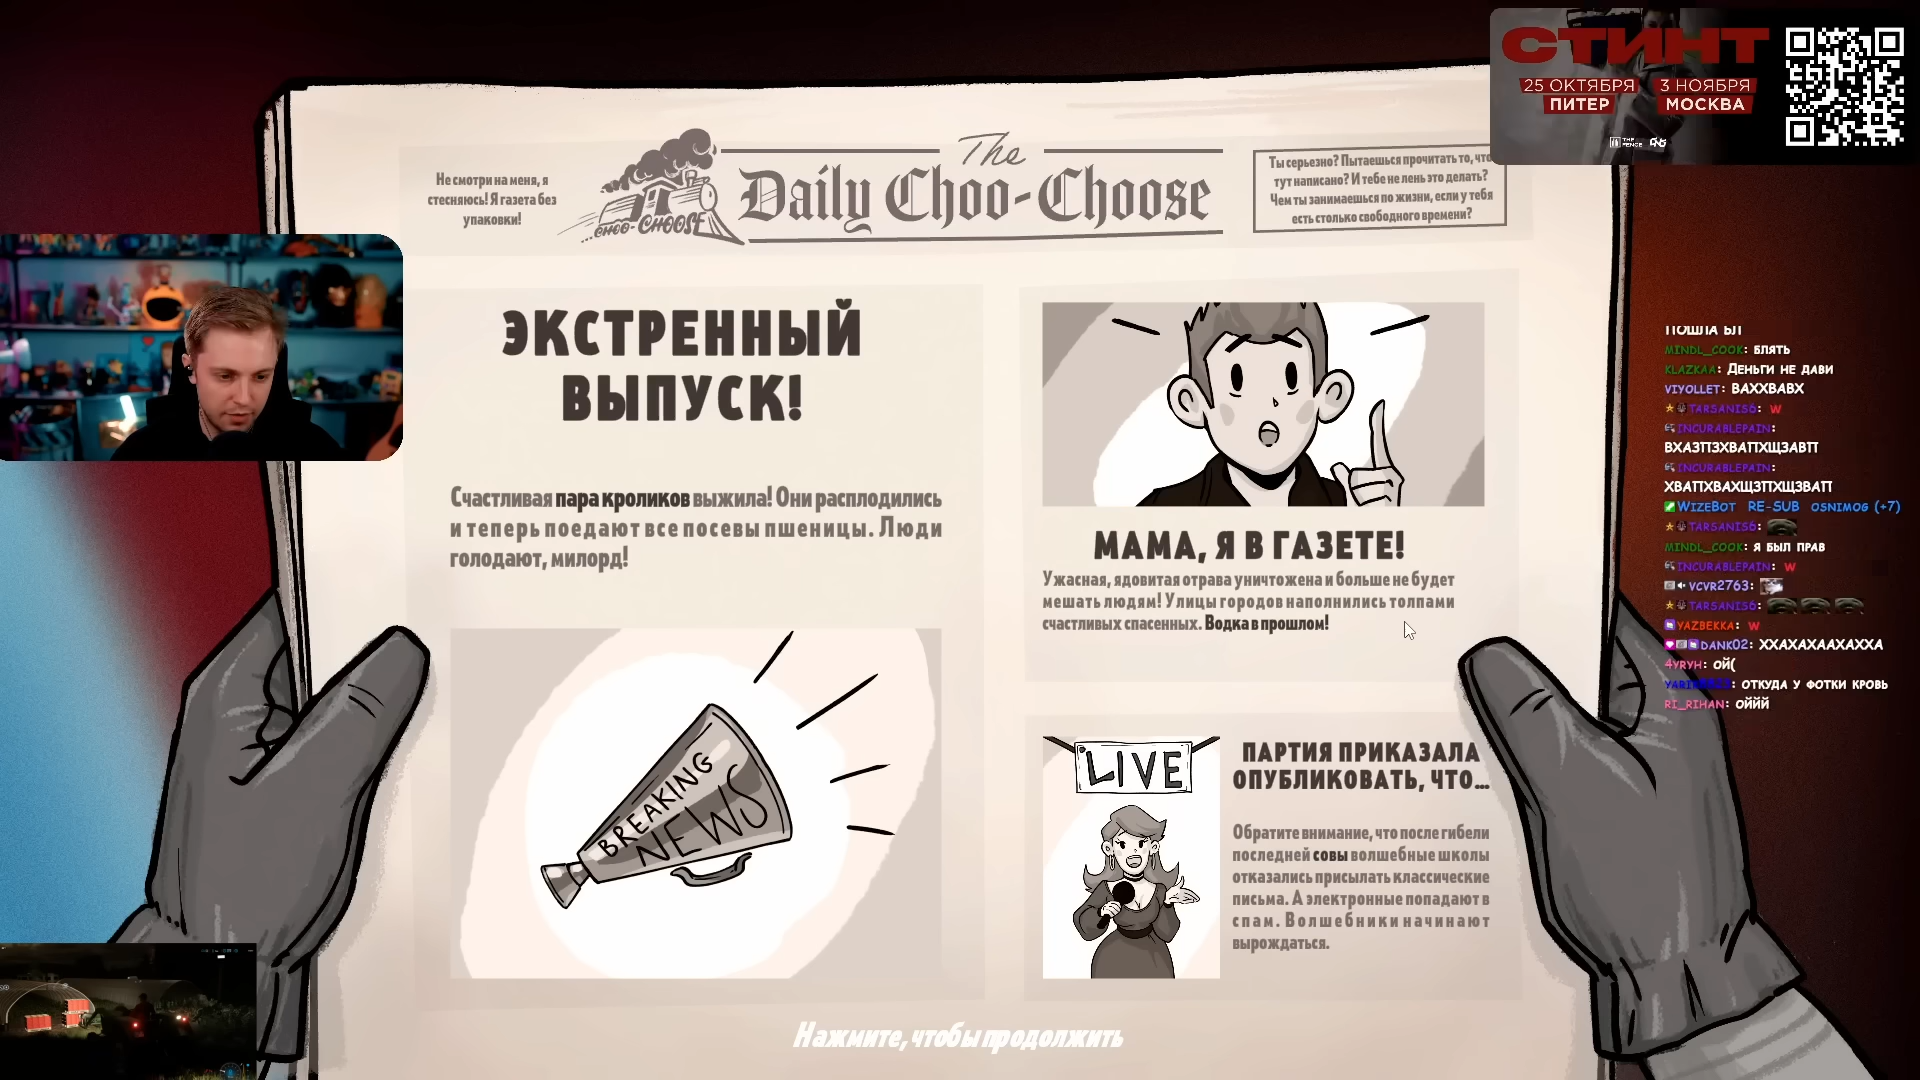 СТИНТ
25 ОКТЯБРЯ
ПИТЕР
3 НОЯБРЯ
МОСКВА
THE FENCE
Не смотри на меня, я
стесняюсь! Я газета без
упаковки!
CHOO-CHOOSE
The
Daily Choo-Choose
Ты серьезно? Пытаешься прочитать то, что
тут написано? И тебе не лень это делать?
Чем ты занимаешься по жизни, если у тебя
есть столько свободного времени?
ЭКСТРЕННЫЙ
ВЫПУСК!
Счастливая пара кроликов выжила! Они расплодились
и теперь поедают все посевы пшеницы. Люди
голодают, милорд!
BREAKING
NEWS
МАМА, Я В ГАЗЕТЕ!
Ужасная, ядовитая отрава уничтожена и больше не будет
мешать людям! Улицы городов наполнились толпами
счастливых спасенных. Водка в прошлом!
LIVE
ПАРТИЯ ПРИКАЗАЛА
ОПУБЛИКОВАТЬ, ЧТО...
Обратите внимание, что после гибели
последней совы волшебные школы
отказались присылать классические
письма. А электронные попадают в
спам. Волшебники начинают
вырождаться.
Нажмите, чтобы продолжить
ПОШЛА БЛ
MINDL_COOK: БЛЯТЬ
KLAZKAA: ДЕНЬГИ НЕ ДАВИ
VIYOLLET: ВАХХВАВХ
TARSANIS6: W
INCURABLEPAIN:
ВХАЗПЗХВАПХЩЗАВП
INCURABLEPAIN:
ХВАПХВАХЩЗПХЩЗВАП
WIZEBOT RE-SUB OSNIMOG (+7)
TARSANIS6:
MINDL_COOK: Я БЫЛ ПРАВ
INCURABLEPAIN: W
VCVR2763:
TARSANIS6:
YAZBEKKA: W
DANK02: ХХАХАХААХАХХА
4YRYH: ОЙ(
ОТКУДА У ФОТКИ КРОВЬ
RI_RIHAN: ОЙЙЙ